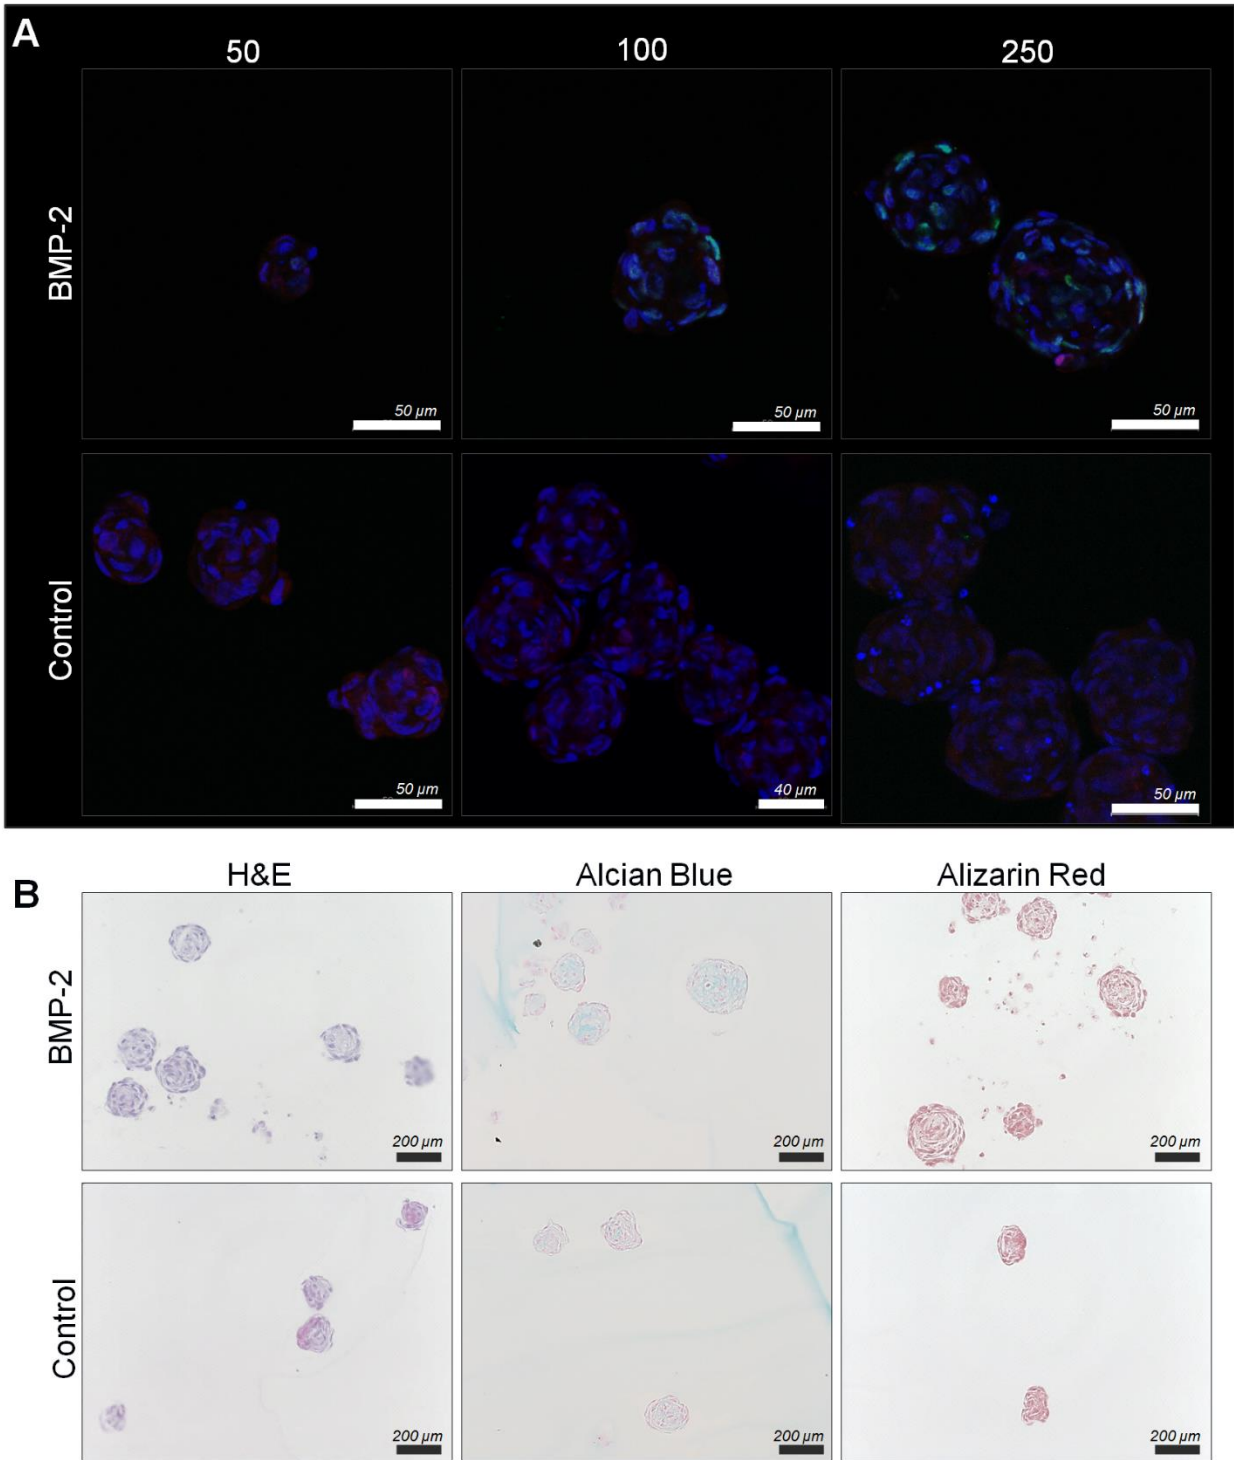 A
50 100 250
BMP-2
50 µm 50 µm 50 µm
Control
50 µm 40 µm 50 µm
B
H&E Alcian Blue Alizarin Red
BMP-2
200 µm 200 µm 200 µm
Control
200 µm 200 µm 200 µm